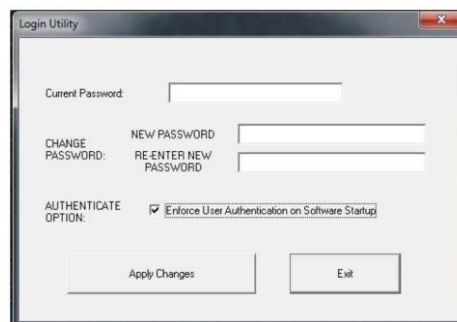 Login Utility
Current Password:
CHANGE
PASSWORD:
NEW PASSWORD
RE-ENTER NEW
PASSWORD
AUTHENTICATE
OPTION:
Enforce User Authentication on Software Startup
Apply Changes
Exit